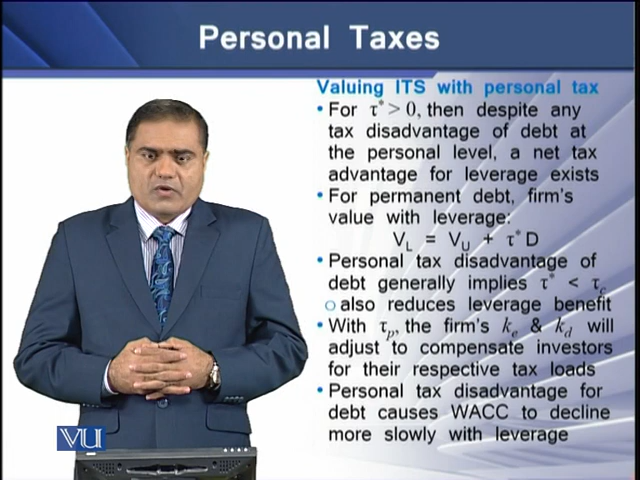 Personal Taxes
Valuing ITS with personal tax
• For τ* > 0, then despite any
tax disadvantage of debt at
the personal level, a net tax
advantage for leverage exists
• For permanent debt, firm's
value with leverage:
V_L = V_U + τ*D
• Personal tax disadvantage of
debt generally implies τ* < τ_c
o also reduces leverage benefit
• With τ_p, the firm's k_e & k_d will
adjust to compensate investors
for their respective tax loads
• Personal tax disadvantage for
debt causes WACC to decline
more slowly with leverage
VU